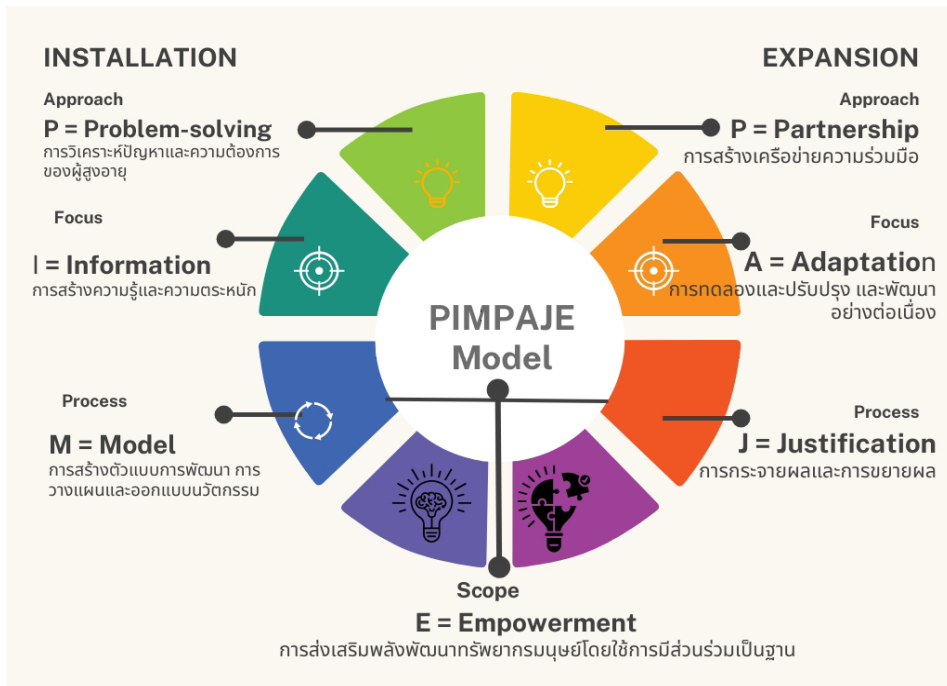 INSTALLATION
Approach
P = Problem-solving
การวิเคราะห์ปัญหาและความต้องการ
ของผู้สูงอายุ
Focus
I = Information
การสร้างความรู้และความตระหนัก
Process
M = Model
การสร้างตัวแบบการพัฒนา การ
วางแผนและออกแบบนวัตกรรม
PIMPAJE
Model
EXPANSION
Approach
P = Partnership
การสร้างเครือข่ายความร่วมมือ
Focus
A = Adaptation
การทดลองและปรับปรุง และพัฒนา
อย่างต่อเนื่อง
Process
J = Justification
การกระจายผลและการขยายผล
Scope
E = Empowerment
การส่งเสริมพลังพัฒนาทรัพยากรมนุษย์โดยใช้การมีส่วนร่วมเป็นฐาน